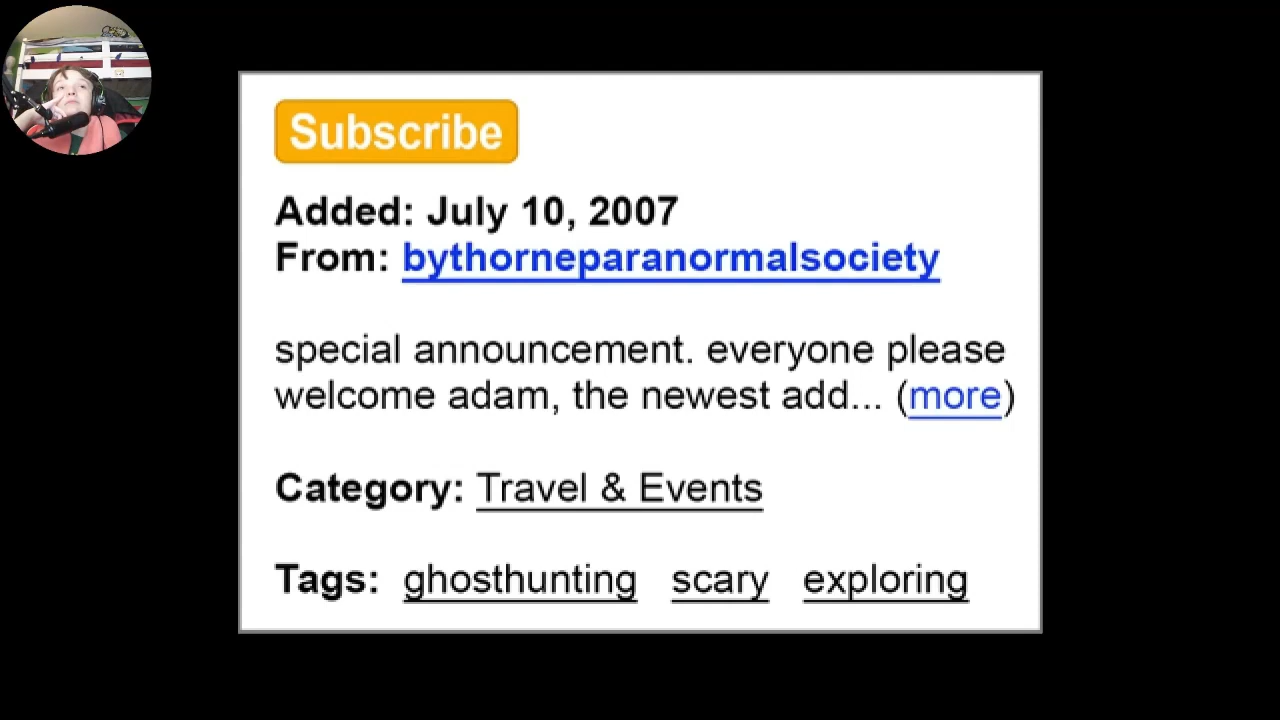 Subscribe
Added: July 10, 2007
From: bythorneparanormalsociety
special announcement. everyone please
welcome adam, the newest add... (more)
Category: Travel & Events
Tags: ghosthunting scary exploring